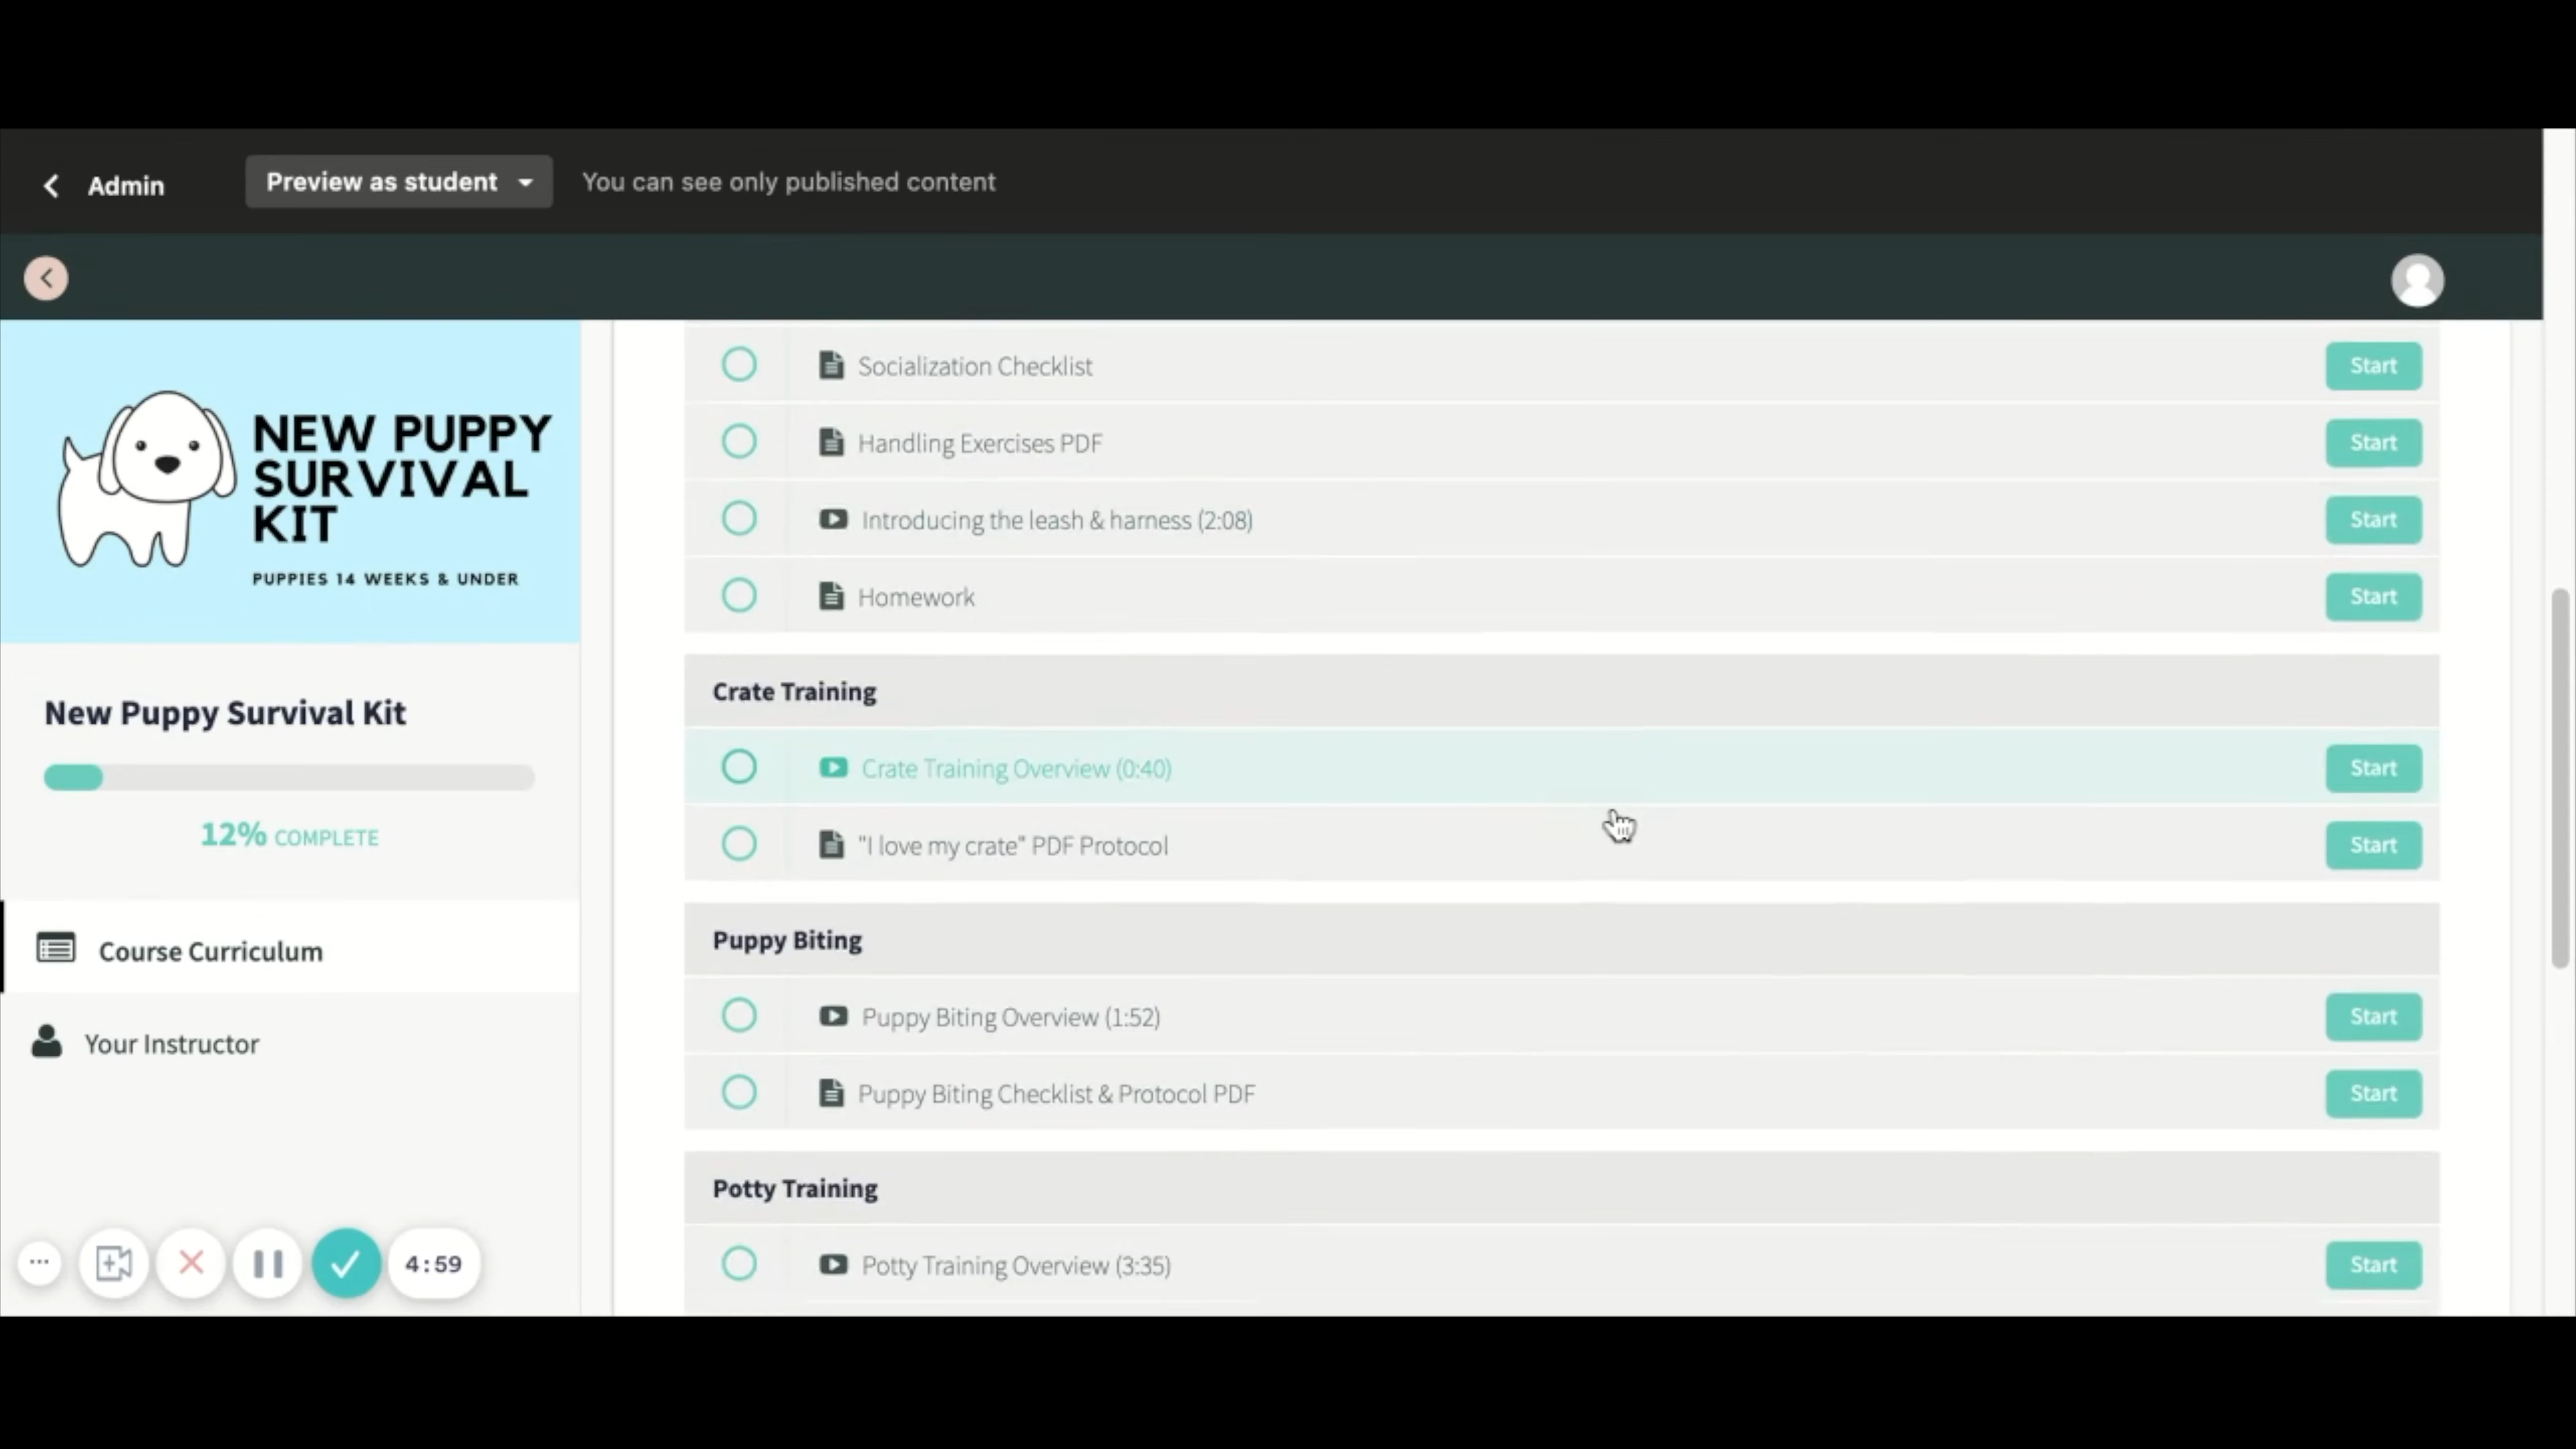 Admin
Preview as student
You can see only published content
NEW PUPPY
SURVIVAL
KIT
PUPPIES 14 WEEKS & UNDER
New Puppy Survival Kit
12% COMPLETE
Course Curriculum
Your Instructor
4:59
Socialization Checklist
Start
Handling Exercises PDF
Start
Introducing the leash & harness (2:08)
Start
Homework
Start
Crate Training
Crate Training Overview (0:40)
Start
"I love my crate" PDF Protocol
Start
Puppy Biting
Puppy Biting Overview (1:52)
Start
Puppy Biting Checklist & Protocol PDF
Start
Potty Training
Potty Training Overview (3:35)
Start